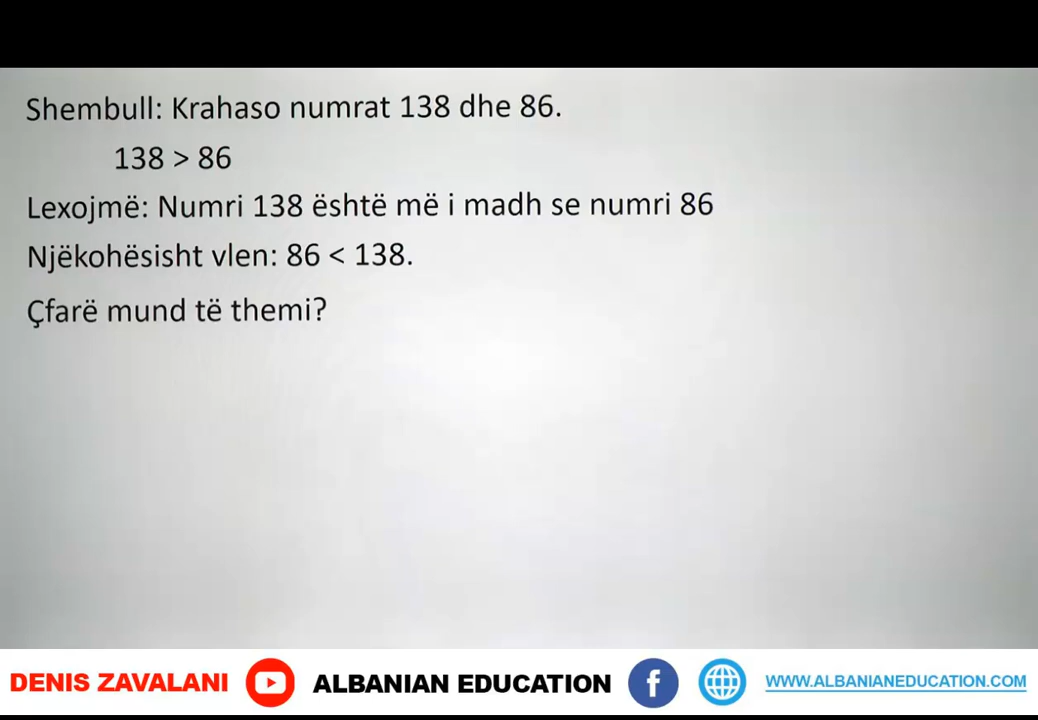 Shembull: Krahaso numrat 138 dhe 86.
138 > 86
Lexojmë: Numri 138 është më i madh se numri 86
Njëkohësisht vlen: 86 < 138.
Çfarë mund të themi?
DENIS ZAVALANI ALBANIAN EDUCATION WWW.ALBANIANEDUCATION.COM